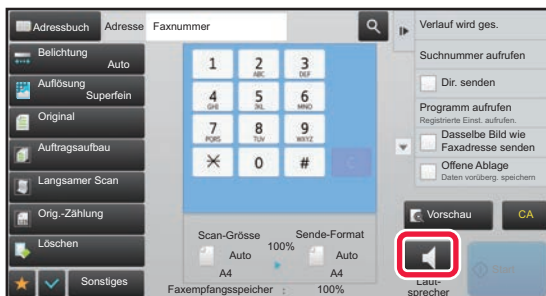 Adressbuch
Adresse
Faxnummer
Belichtung
Auto
Auflösung
Superfein
Original
Auftragsaufbau
Langsamer Scan
Orig.-Zählung
Löschen
Sonstiges
1
2 ABC
3 DEF
4 GHI
5 JKL
6 MNO
7 PQRS
8 TUV
9 WXYZ
0
#
C
Scan-Grösse
Auto
A4
100%
Sende-Format
Auto
A4
Faxempfangsspeicher : 100%
Verlauf wird ges.
Suchnummer aufrufen
Dir. senden
Programm aufrufen
Registrierte Einst. aufrufen.
Dasselbe Bild wie
Faxadresse senden
Offene Ablage
Daten vorüberg. speichern
Vorschau
CA
Laut-
sprecher
Start